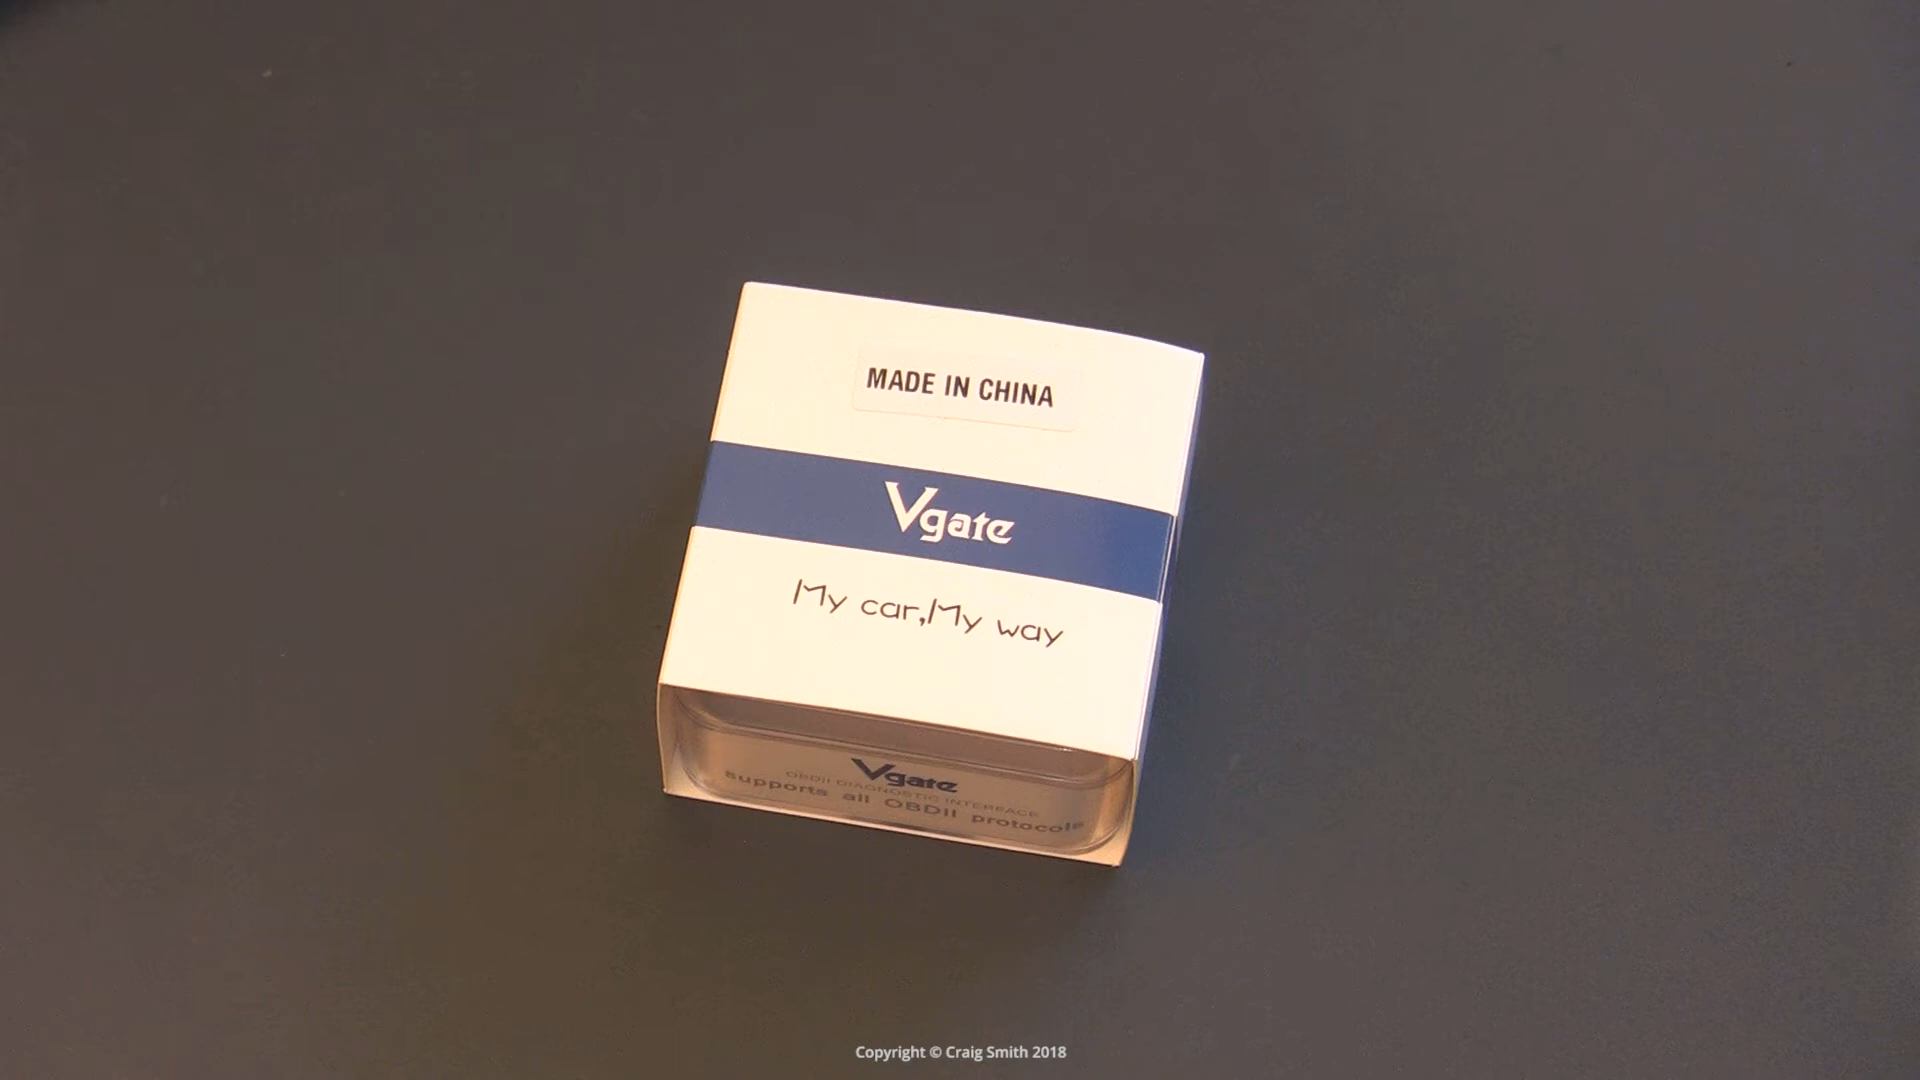 MADE IN CHINA
Vgate
My car,My way
Vgate
OBDII DIAGNOSTIC INTERFACE
supports all OBDII protocols
Copyright © Craig Smith 2018